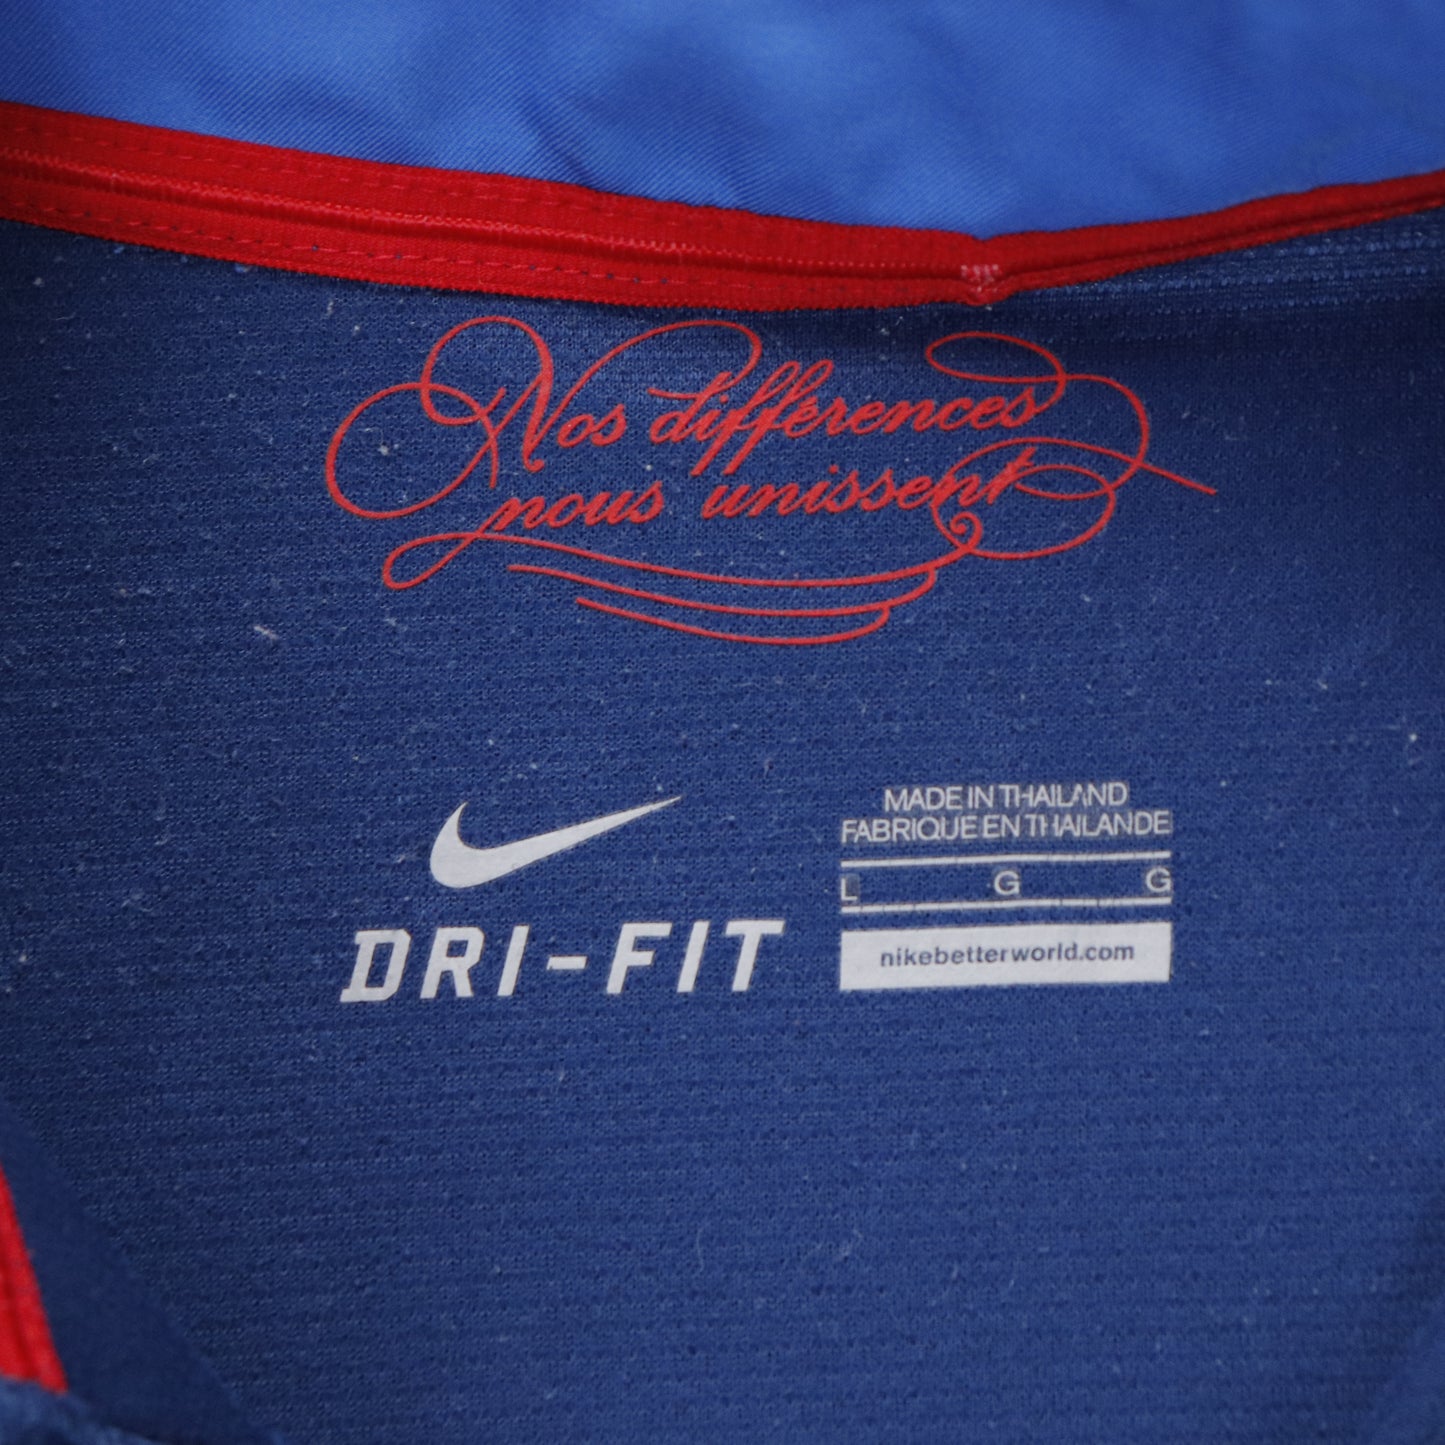 Nos différences
nous unissent
DRI-FIT
MADE IN THAILAND
FABRIQUE EN THAILANDE
L G G
nikebetterworld.com